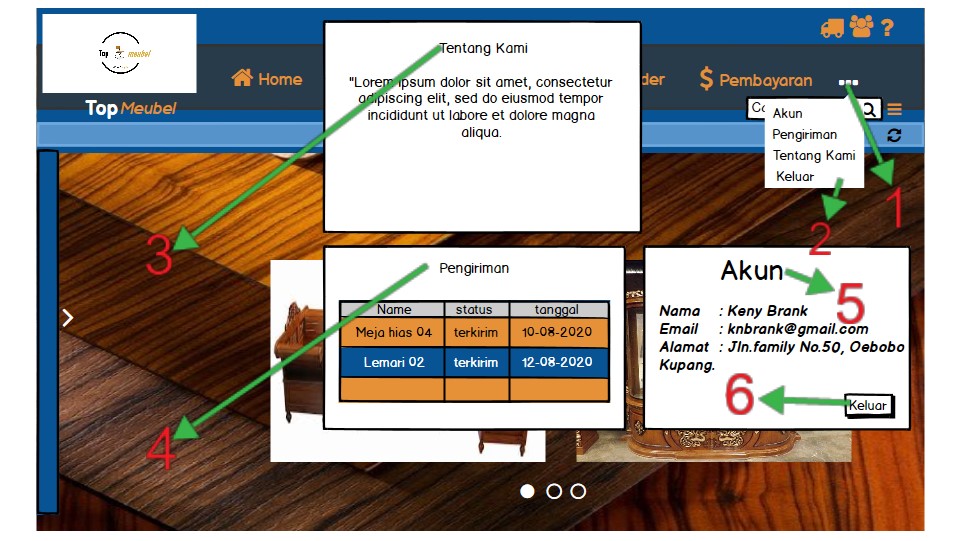 Top meubel
Top Meubel
Home
der
$ Pembayaran
...
?
Akun
Pengiriman
Tentang Kami
Keluar
1
2
Tentang Kami
"Lorem ipsum dolor sit amet, consectetur
adipiscing elit, sed do eiusmod tempor
incididunt ut labore et dolore magna
aliqua.
3
Pengiriman
Name status tanggal
Meja hias 04 terkirim 10-08-2020
Lemari 02 terkirim 12-08-2020
4
Akun
5
Nama : Keny Brank
Email : knbrank@gmail.com
Alamat : Jln.family No.50, Oebobo
Kupang.
6
Keluar